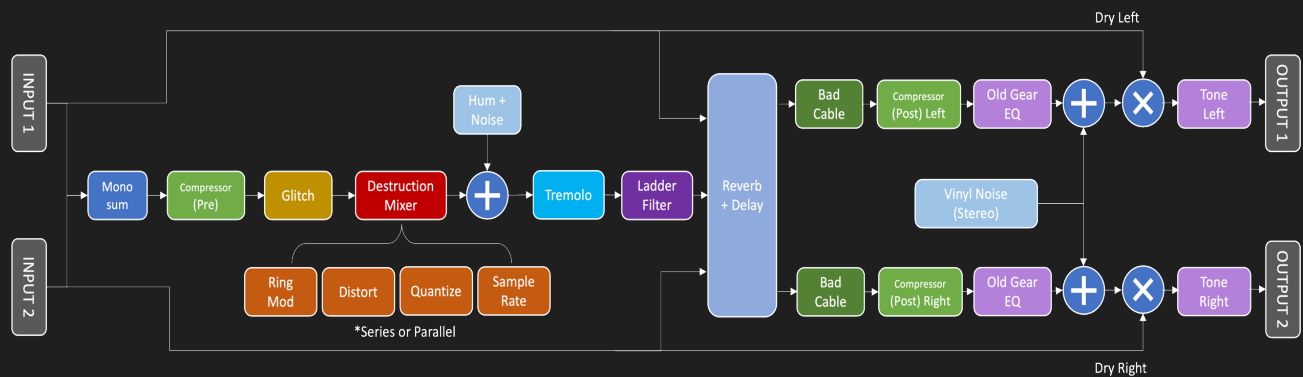 Dry Left
INPUT 1
OUTPUT 1
Hum +
Noise
Bad
Cable
Compressor
(Post) Left
Old Gear
EQ
+
×
Tone
Left
Mono
sum
Compressor
(Pre)
Glitch
Destruction
Mixer
+
Tremolo
Ladder
Filter
Reverb
+ Delay
Vinyl Noise
(Stereo)
INPUT 2
OUTPUT 2
Ring
Mod
Distort
Quantize
Sample
Rate
*Series or Parallel
Bad
Cable
Compressor
(Post) Right
Old Gear
EQ
+
×
Tone
Right
Dry Right